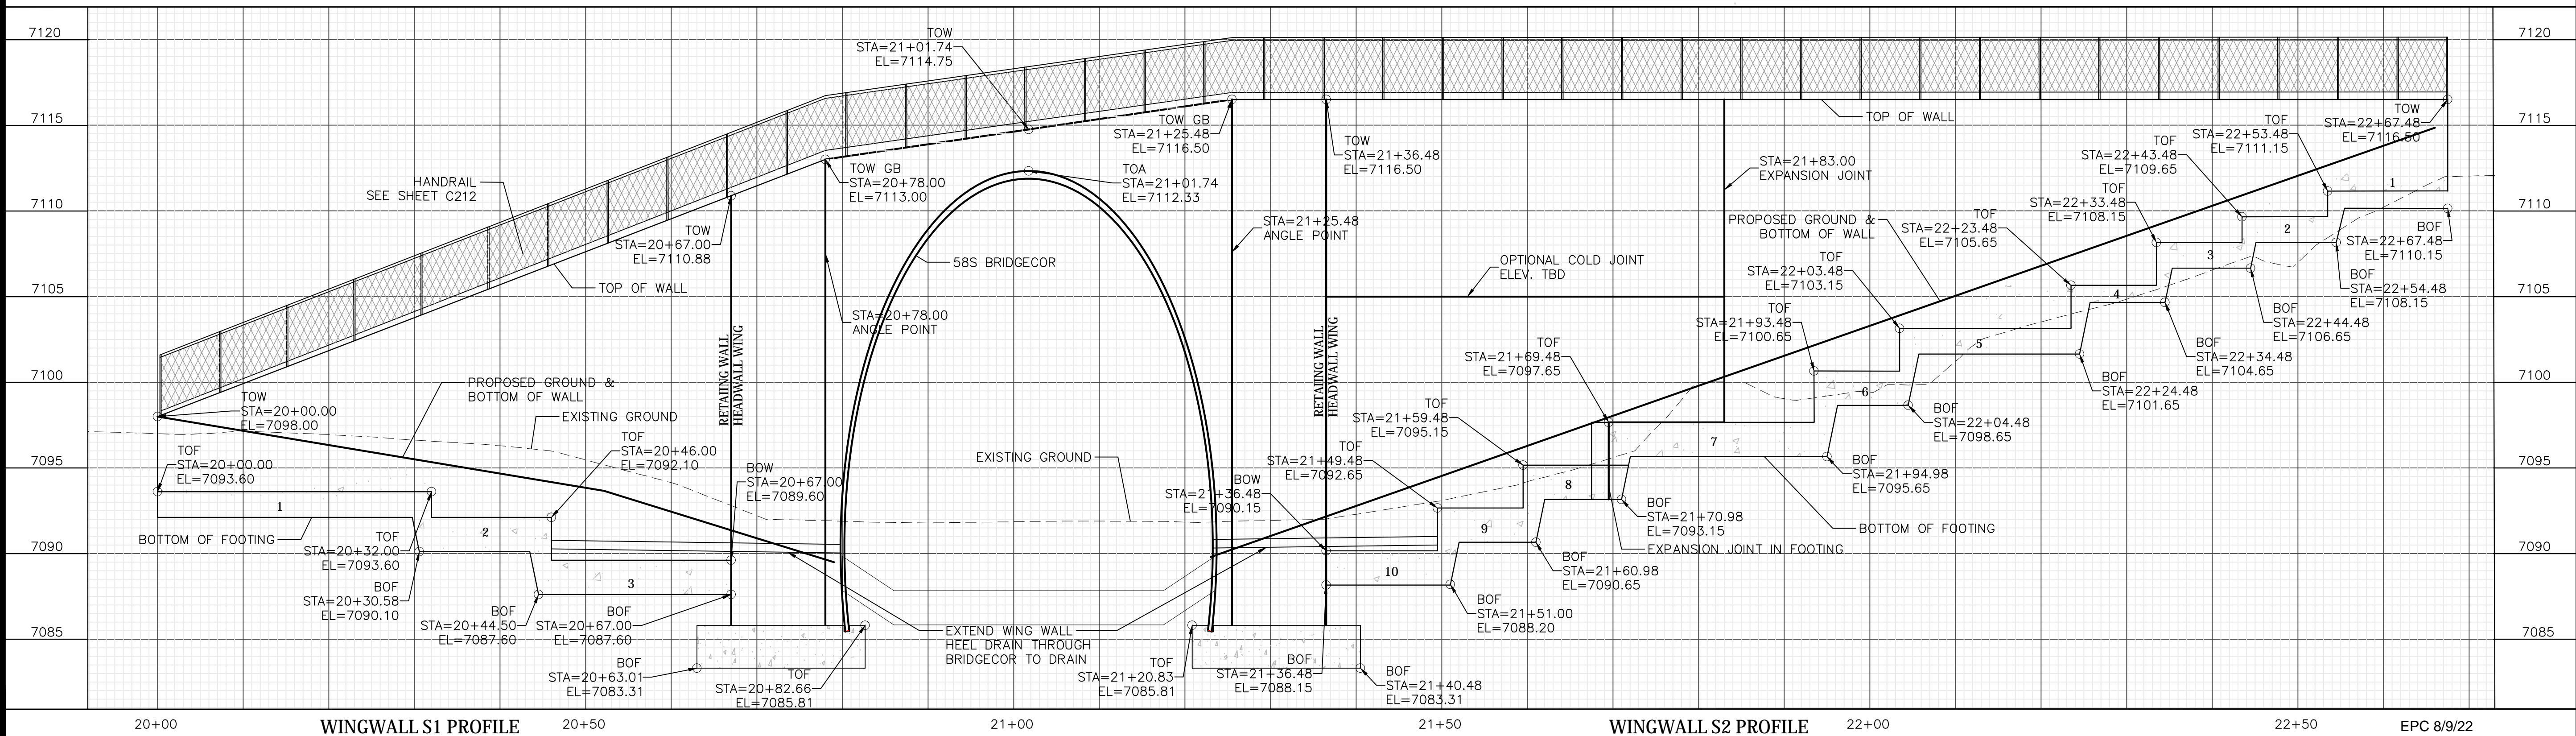 7120
7115
7110
7105
7100
7095
7090
7085
TOW
STA=21+01.74
EL=7114.75
HANDRAIL
SEE SHEET C212
TOW
STA=20+67.00
EL=7110.88
TOP OF WALL
TOW GB
STA=20+78.00
EL=7113.00
TOA
STA=21+01.74
EL=7112.33
TOW GB
STA=21+25.48
EL=7116.50
TOW
STA=21+36.48
EL=7116.50
STA=21+25.48
ANGLE POINT
58S BRIDGECOR
STA=20+78.00
ANGLE POINT
RETAIING WALL
HEADWALL WING
RETAIING WALL
HEADWALL WING
PROPOSED GROUND &
BOTTOM OF WALL
EXISTING GROUND
TOW
STA=20+00.00
EL=7098.00
TOF
STA=20+00.00
EL=7093.60
TOF
STA=20+46.00
EL=7092.10
BOW
STA=20+67.00
EL=7089.60
1
2
3
BOTTOM OF FOOTING
TOF
STA=20+32.00
EL=7093.60
BOF
STA=20+30.58
EL=7090.10
BOF
STA=20+44.50
EL=7087.60
BOF
STA=20+67.00
EL=7087.60
BOF
STA=20+63.01
EL=7083.31
TOF
STA=20+82.66
EL=7085.81
EXTEND WING WALL
HEEL DRAIN THROUGH
BRIDGECOR TO DRAIN
EXISTING GROUND
TOF
STA=21+20.83
EL=7085.81
BOF
STA=21+36.48
EL=7088.15
BOF
STA=21+40.48
EL=7083.31
BOW
STA=21+36.48
EL=7090.15
TOF
STA=21+49.48
EL=7092.65
TOF
STA=21+59.48
EL=7095.15
TOF
STA=21+69.48
EL=7097.65
OPTIONAL COLD JOINT
ELEV. TBD
STA=21+83.00
EXPANSION JOINT
TOP OF WALL
PROPOSED GROUND &
BOTTOM OF WALL
TOF
STA=21+93.48
EL=7100.65
TOF
STA=22+03.48
EL=7103.15
TOF
STA=22+23.48
EL=7105.65
TOF
STA=22+33.48
EL=7108.15
TOF
STA=22+43.48
EL=7109.65
TOF
STA=22+53.48
EL=7111.15
TOW
STA=22+67.48
EL=7116.50
1
2
3
4
5
6
7
8
9
10
BOF
STA=22+67.48
EL=7110.15
BOF
STA=22+54.48
EL=7108.15
BOF
STA=22+44.48
EL=7106.65
BOF
STA=22+34.48
EL=7104.65
BOF
STA=22+24.48
EL=7101.65
BOF
STA=22+04.48
EL=7098.65
BOF
STA=21+94.98
EL=7095.65
BOTTOM OF FOOTING
BOF
STA=21+70.98
EL=7093.15
EXPANSION JOINT IN FOOTING
BOF
STA=21+60.98
EL=7090.65
BOF
STA=21+51.00
EL=7088.20
7120
7115
7110
7105
7100
7095
7090
7085
20+00
WINGWALL S1 PROFILE
20+50
21+00
21+50
WINGWALL S2 PROFILE
22+00
22+50
EPC 8/9/22